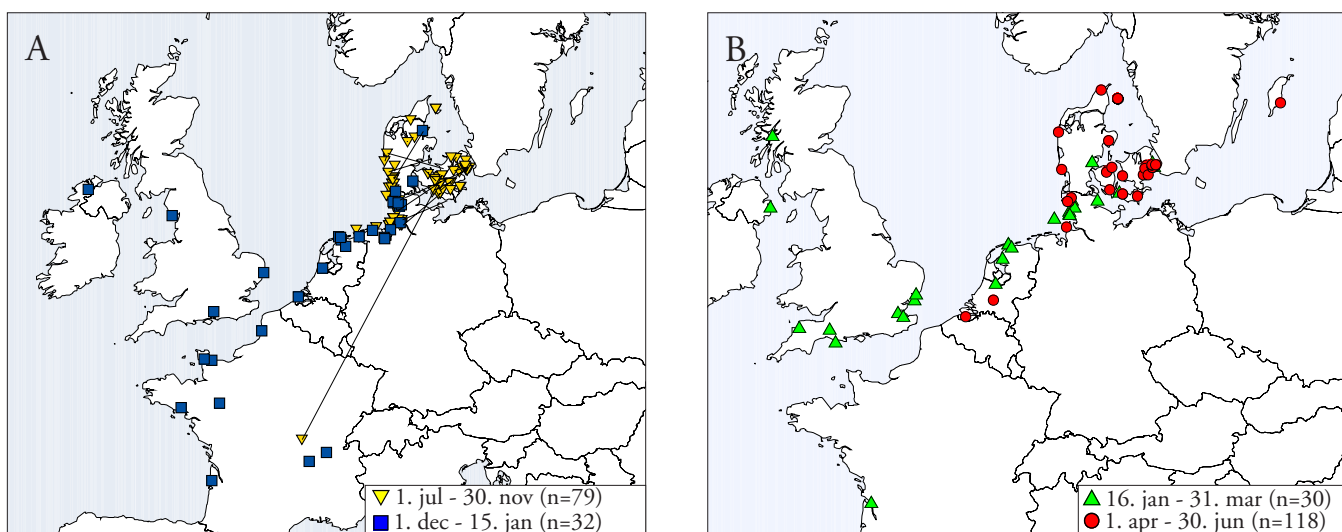 A
1. jul - 30. nov (n=79)
1. dec - 15. jan (n=32)
B
16. jan - 31. mar (n=30)
1. apr - 30. jun (n=118)